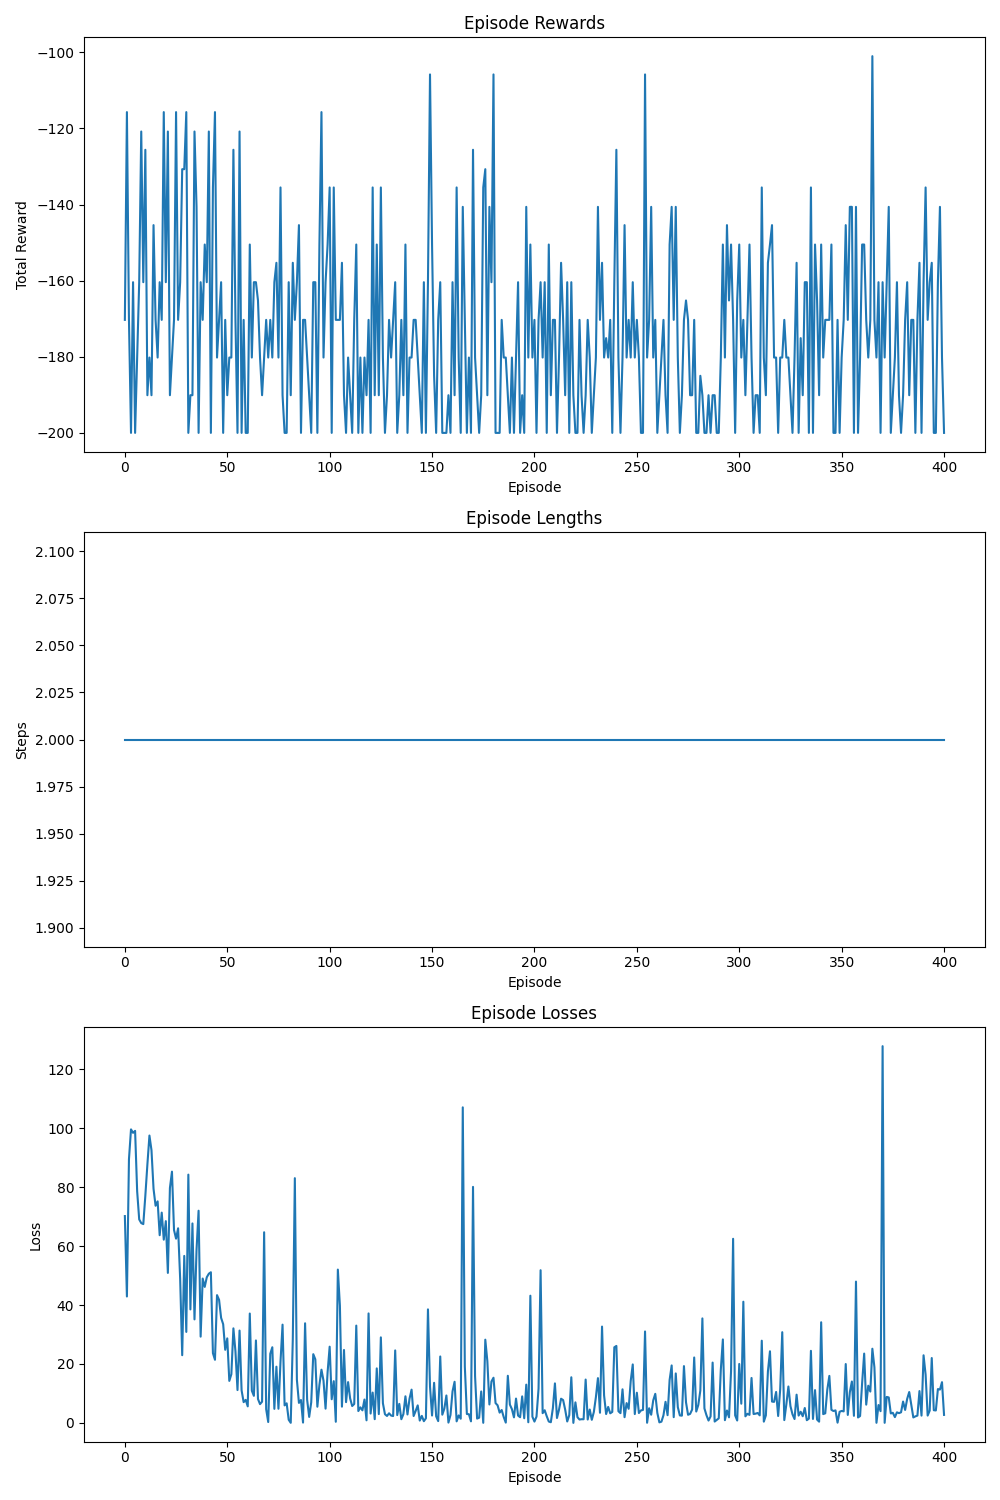 Episode Rewards
−100
−120
−140
−160
−180
−200
Total Reward
0 50 100 150 200 250 300 350 400
Episode
Episode Lengths
2.100
2.075
2.050
2.025
2.000
1.975
1.950
1.925
1.900
Steps
0 50 100 150 200 250 300 350 400
Episode
Episode Losses
120
100
80
60
40
20
0
Loss
0 50 100 150 200 250 300 350 400
Episode